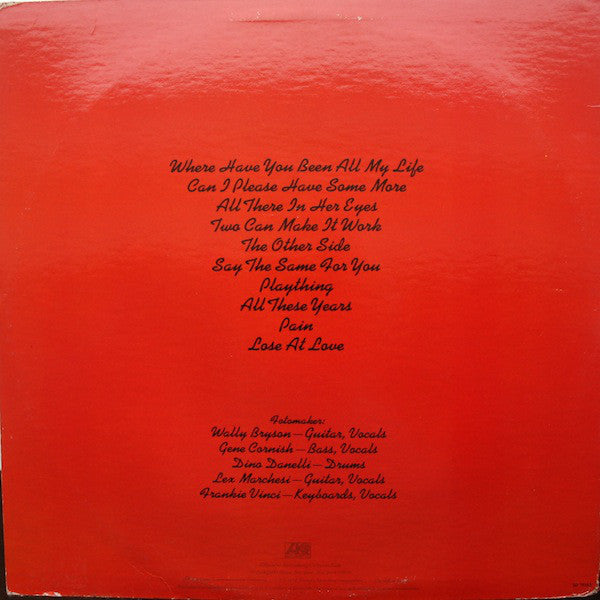 Where Have You Been All My Life
Can I Please Have Some More
All There In Her Eyes
Two Can Make It Work
The Other Side
Say The Same For You
Plaything
All These Years
Pain
Lose At Love
Fotomaker:
Wally Bryson—Guitar, Vocals
Gene Cornish—Bass, Vocals
Dino Danelli—Drums
Lex Marchesi—Guitar, Vocals
Frankie Vinci—Keyboards, Vocals